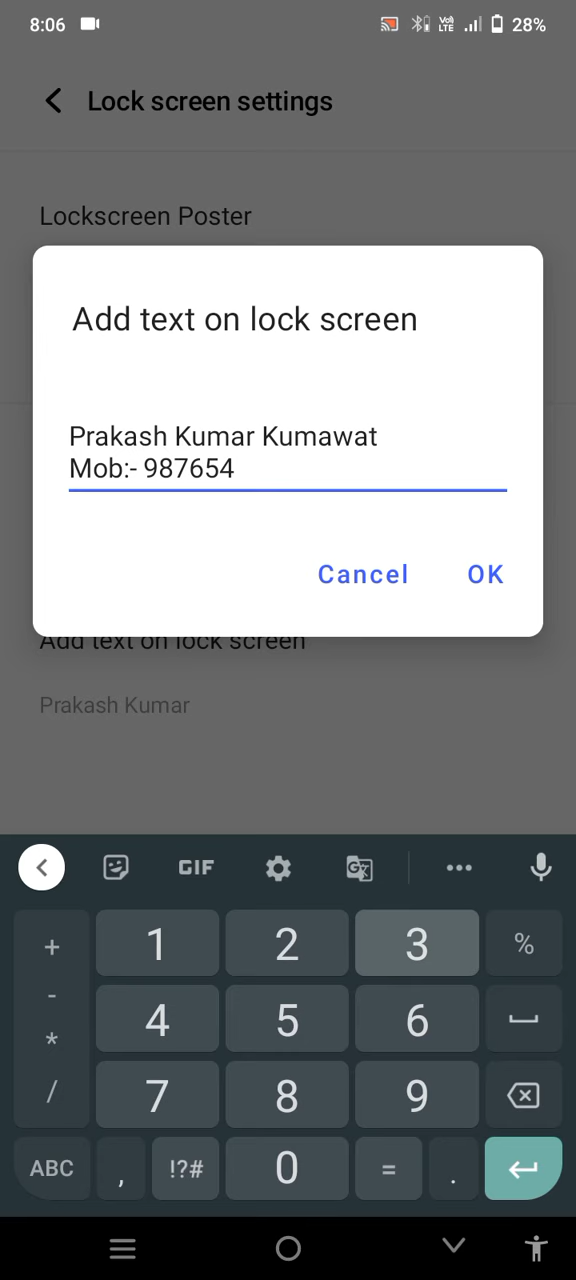 8:06
Vo)
LTE
28%
Lock screen settings
Lockscreen Poster
Add text on lock screen
Prakash Kumar Kumawat
Mob:- 987654
Cancel
OK
Add text on lock screen
Prakash Kumar
GIF
+
1
2
3
%
-
4
5
6
*
7
8
9
/
ABC
,
!?#
0
=
.